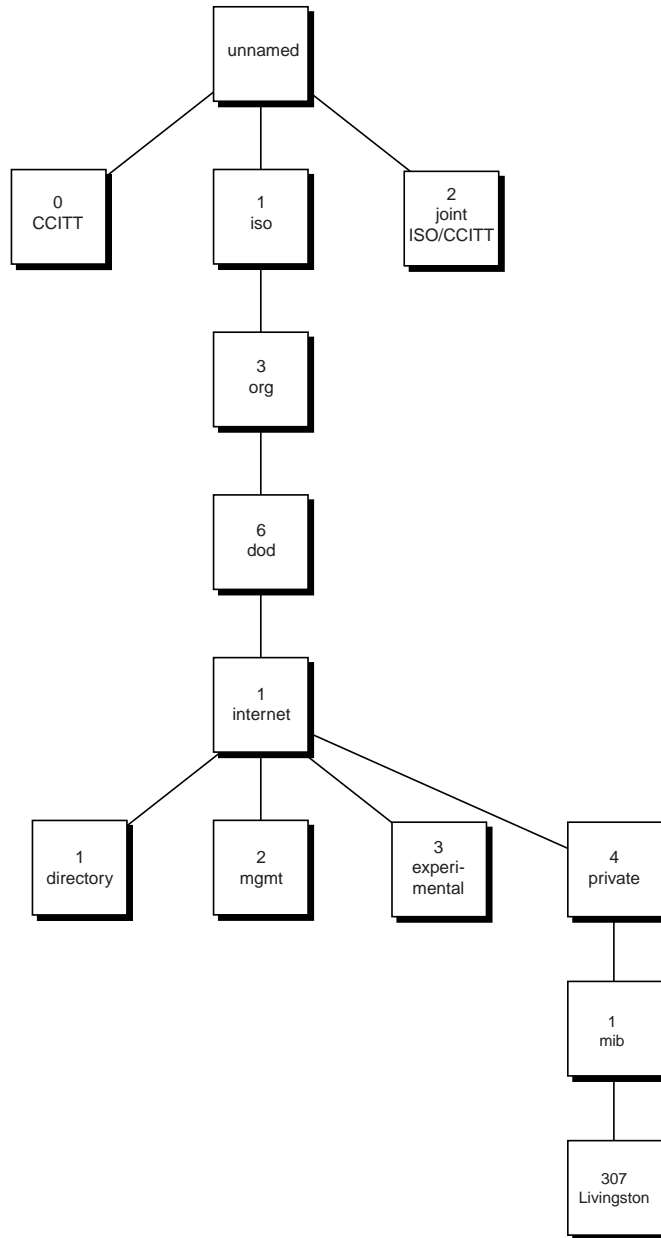 unnamed
0
CCITT
1
iso
2
joint
ISO/CCITT
3
org
6
dod
1
internet
1
directory
2
mgmt
3
experi-
mental
4
private
1
mib
307
Livingston